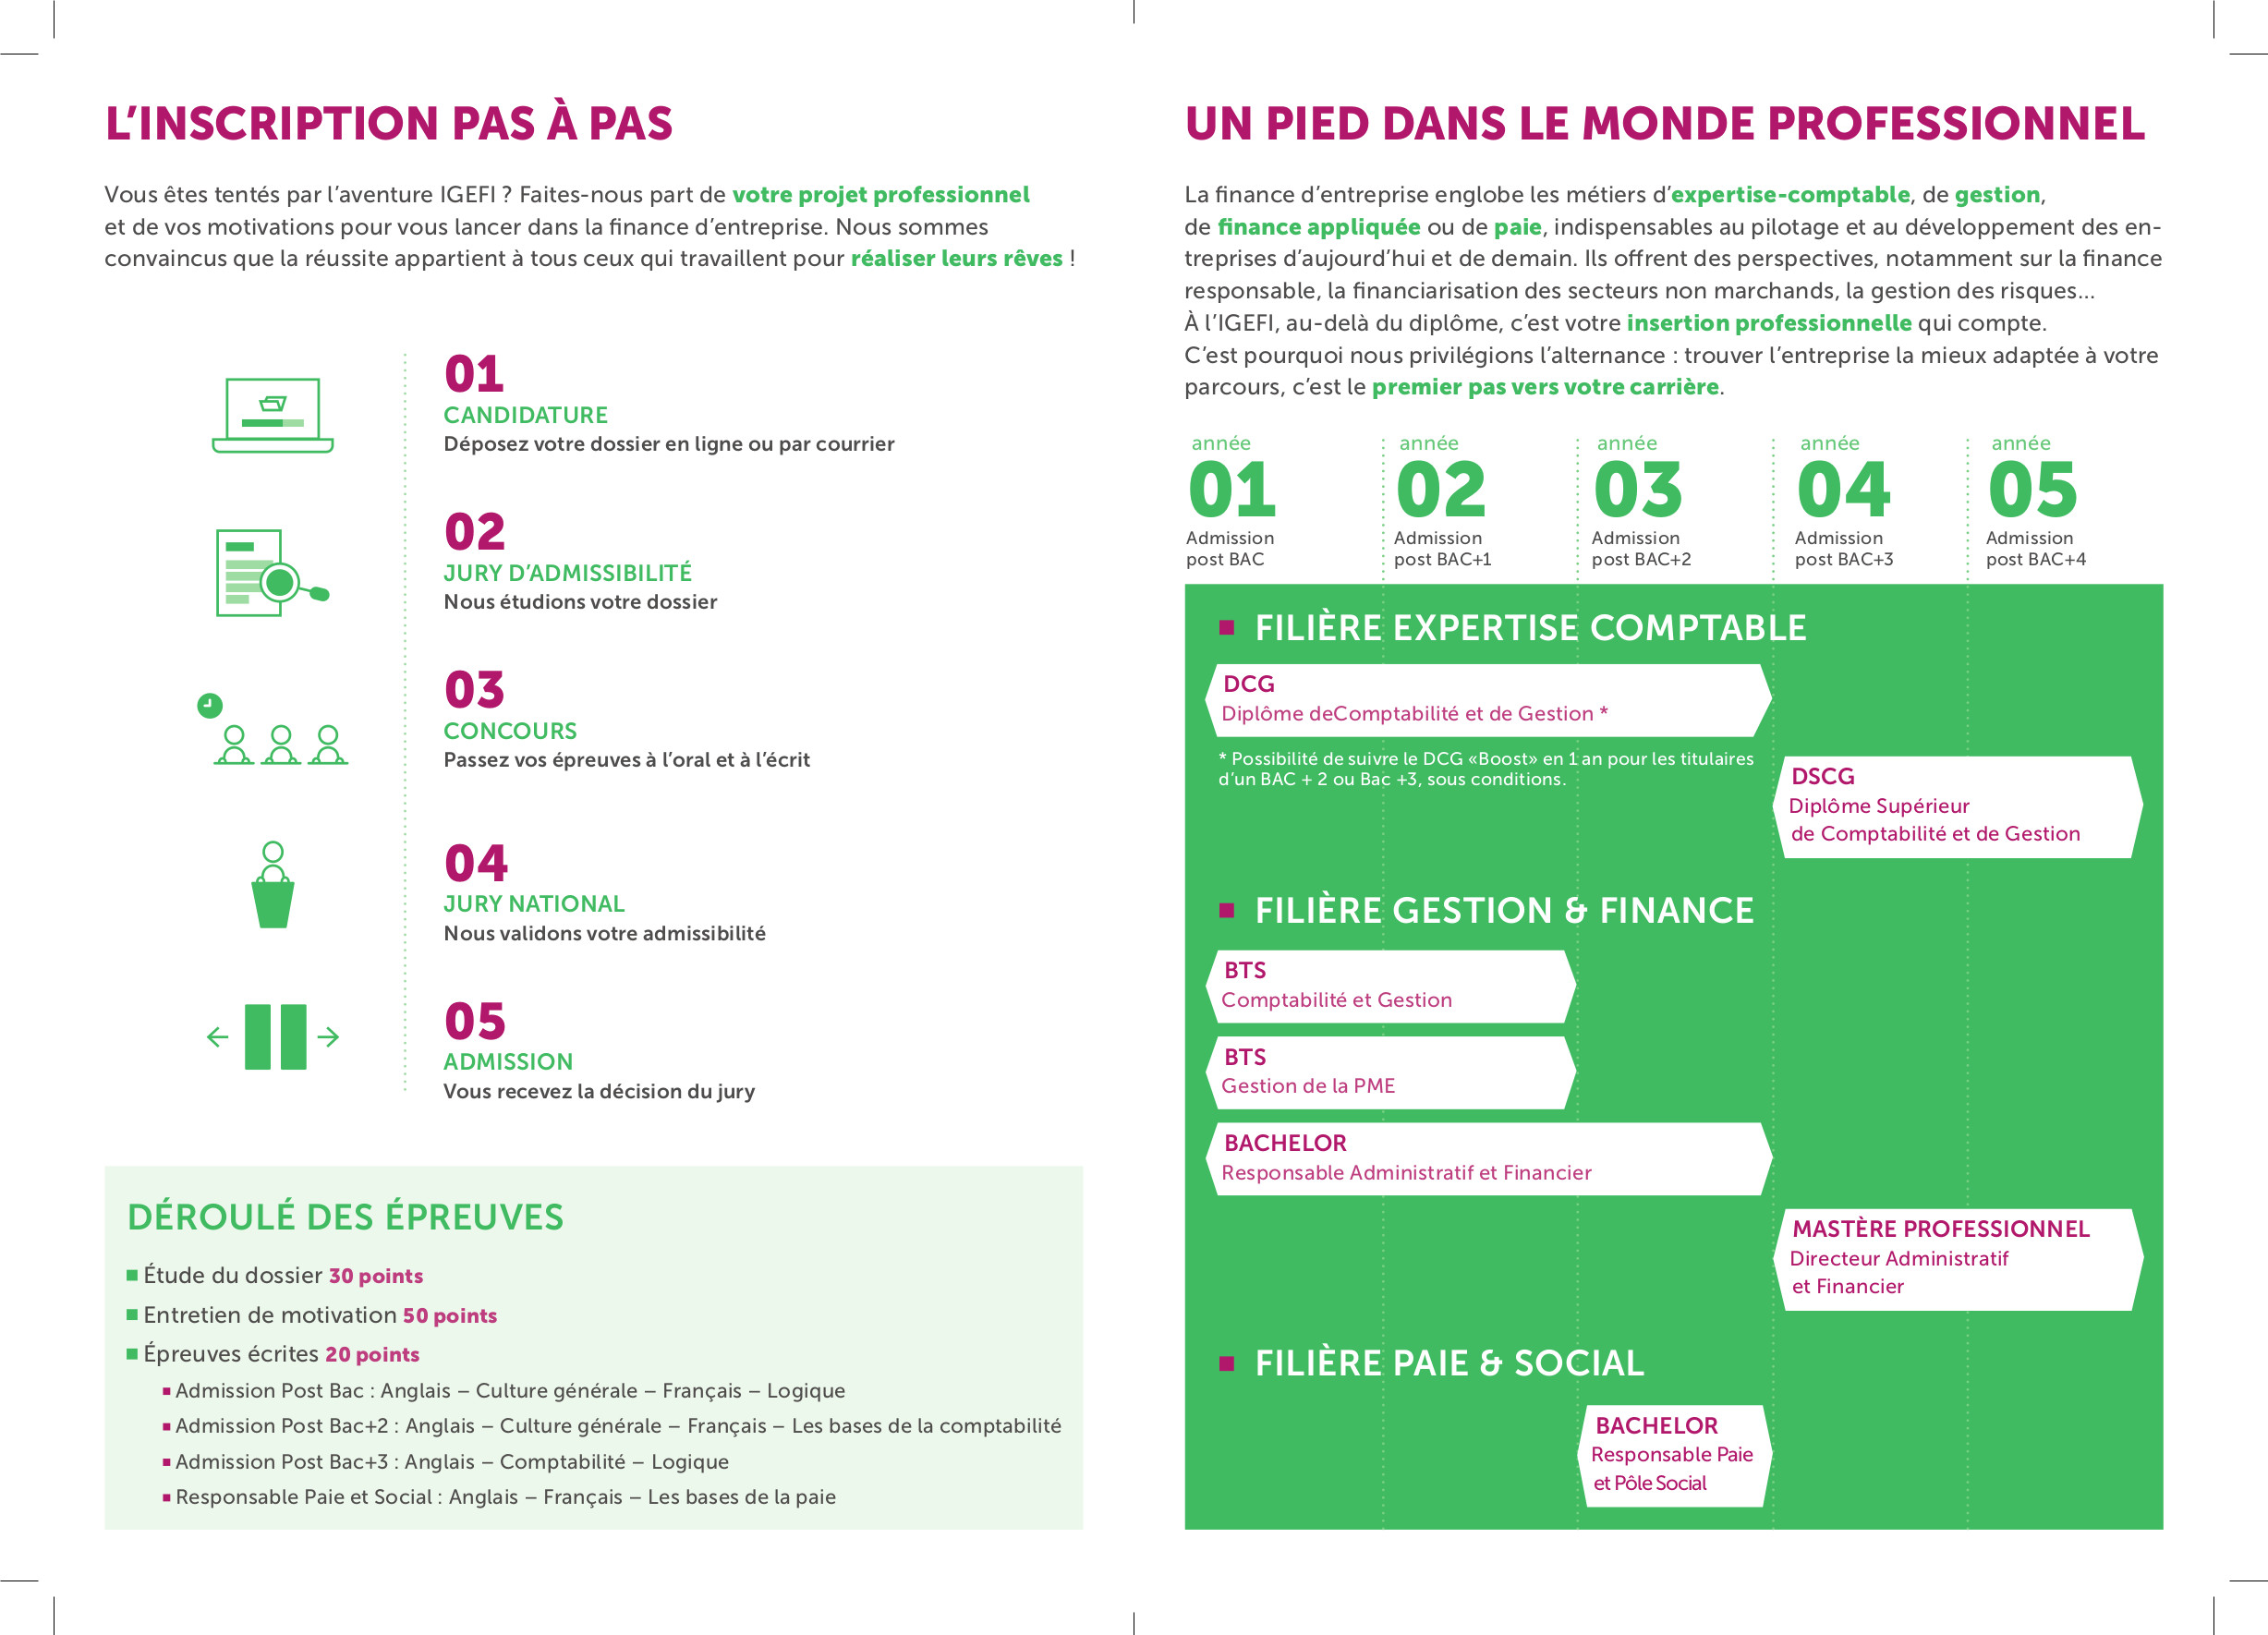 L’INSCRIPTION PAS À PAS
Vous êtes tentés par l’aventure IGEFI ? Faites-nous part de votre projet professionnel
et de vos motivations pour vous lancer dans la finance d’entreprise. Nous sommes
convaincus que la réussite appartient à tous ceux qui travaillent pour réaliser leurs rêves !
01
CANDIDATURE
Déposez votre dossier en ligne ou par courrier
02
JURY D’ADMISSIBILITÉ
Nous étudions votre dossier
03
CONCOURS
Passez vos épreuves à l’oral et à l’écrit
04
JURY NATIONAL
Nous validons votre admissibilité
05
ADMISSION
Vous recevez la décision du jury
DÉROULÉ DES ÉPREUVES
Étude du dossier 30 points
Entretien de motivation 50 points
Épreuves écrites 20 points
Admission Post Bac : Anglais – Culture générale – Français – Logique
Admission Post Bac+2 : Anglais – Culture générale – Français – Les bases de la comptabilité
Admission Post Bac+3 : Anglais – Comptabilité – Logique
Responsable Paie et Social : Anglais – Français – Les bases de la paie
UN PIED DANS LE MONDE PROFESSIONNEL
La finance d’entreprise englobe les métiers d’expertise-comptable, de gestion,
de finance appliquée ou de paie, indispensables au pilotage et au développement des en-
treprises d’aujourd’hui et de demain. Ils offrent des perspectives, notamment sur la finance
responsable, la financiarisation des secteurs non marchands, la gestion des risques...
À l’IGEFI, au-delà du diplôme, c’est votre insertion professionnelle qui compte.
C’est pourquoi nous privilégions l’alternance : trouver l’entreprise la mieux adaptée à votre
parcours, c’est le premier pas vers votre carrière.
année année année année année
01 02 03 04 05
Admission Admission Admission Admission Admission
post BAC post BAC+1 post BAC+2 post BAC+3 post BAC+4
FILIÈRE EXPERTISE COMPTABLE
DCG
Diplôme deComptabilité et de Gestion *
* Possibilité de suivre le DCG «Boost» en 1 an pour les titulaires
d’un BAC + 2 ou Bac +3, sous conditions.
DSCG
Diplôme Supérieur
de Comptabilité et de Gestion
FILIÈRE GESTION & FINANCE
BTS
Comptabilité et Gestion
BTS
Gestion de la PME
BACHELOR
Responsable Administratif et Financier
MASTÈRE PROFESSIONNEL
Directeur Administratif
et Financier
FILIÈRE PAIE & SOCIAL
BACHELOR
Responsable Paie
et Pôle Social